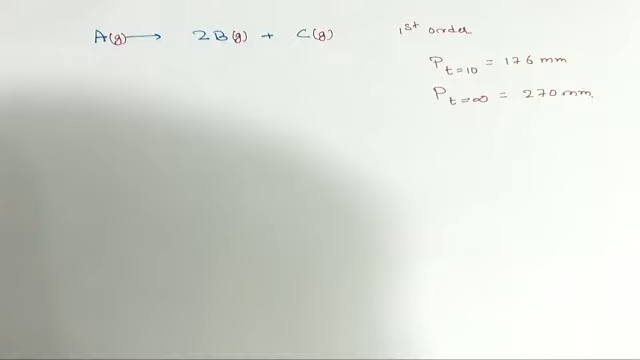 A(g) ⟶ 2B(g) + C(g) 1st order
P t=10 = 176 mm
P t=∞ = 270 mm.